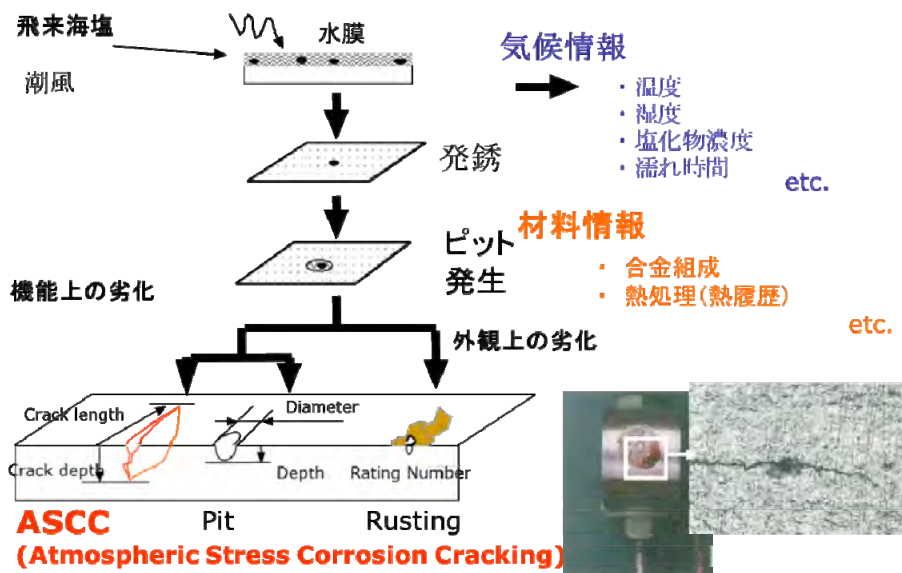 飛来海塩
潮風
水膜
気候情報
・温度
・湿度
・塩化物濃度
・濡れ時間
etc.
発錆
ピット
発生
材料情報
・ 合金組成
・ 熱処理(熱履歴)
etc.
機能上の劣化
外観上の劣化
Crack length
Diameter
Crack depth
Depth
Rating Number
ASCC
Pit
Rusting
(Atmospheric Stress Corrosion Cracking)